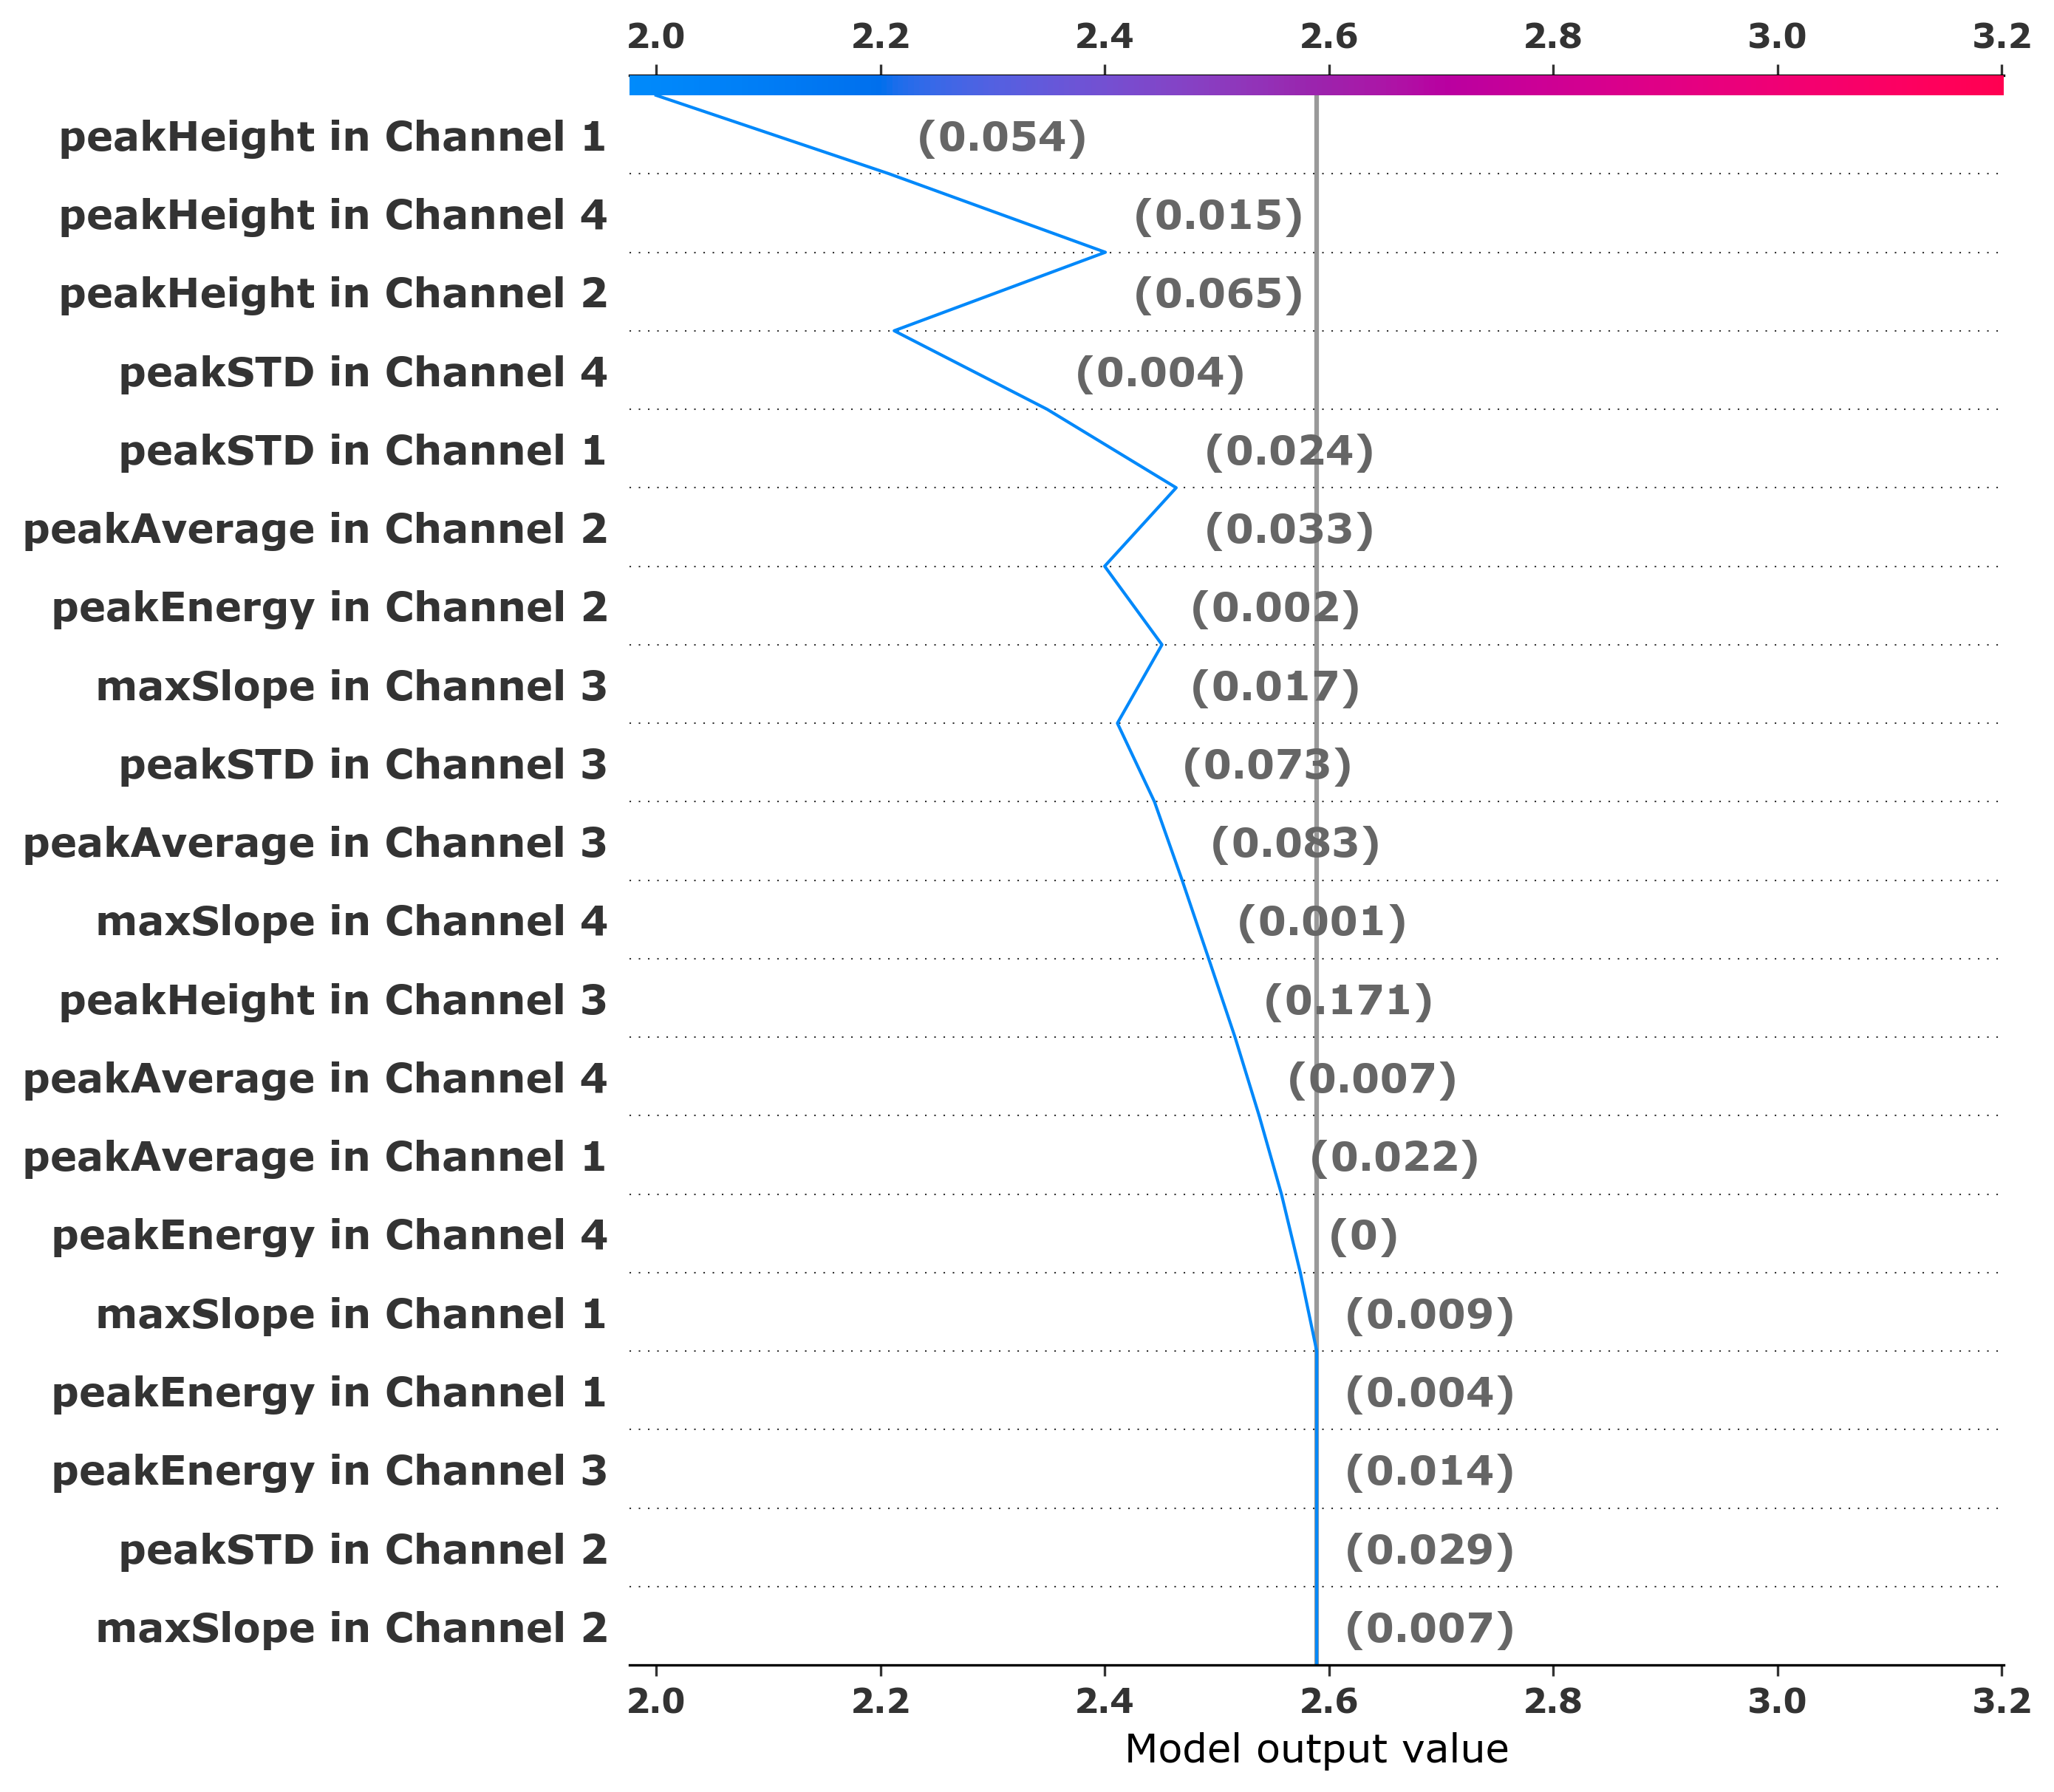 2.0 2.2 2.4 2.6 2.8 3.0 3.2
peakHeight in Channel 1 (0.054)
peakHeight in Channel 4 (0.015)
peakHeight in Channel 2 (0.065)
peakSTD in Channel 4 (0.004)
peakSTD in Channel 1 (0.024)
peakAverage in Channel 2 (0.033)
peakEnergy in Channel 2 (0.002)
maxSlope in Channel 3 (0.017)
peakSTD in Channel 3 (0.073)
peakAverage in Channel 3 (0.083)
maxSlope in Channel 4 (0.001)
peakHeight in Channel 3 (0.171)
peakAverage in Channel 4 (0.007)
peakAverage in Channel 1 (0.022)
peakEnergy in Channel 4 (0)
maxSlope in Channel 1 (0.009)
peakEnergy in Channel 1 (0.004)
peakEnergy in Channel 3 (0.014)
peakSTD in Channel 2 (0.029)
maxSlope in Channel 2 (0.007)
2.0 2.2 2.4 2.6 2.8 3.0 3.2
Model output value